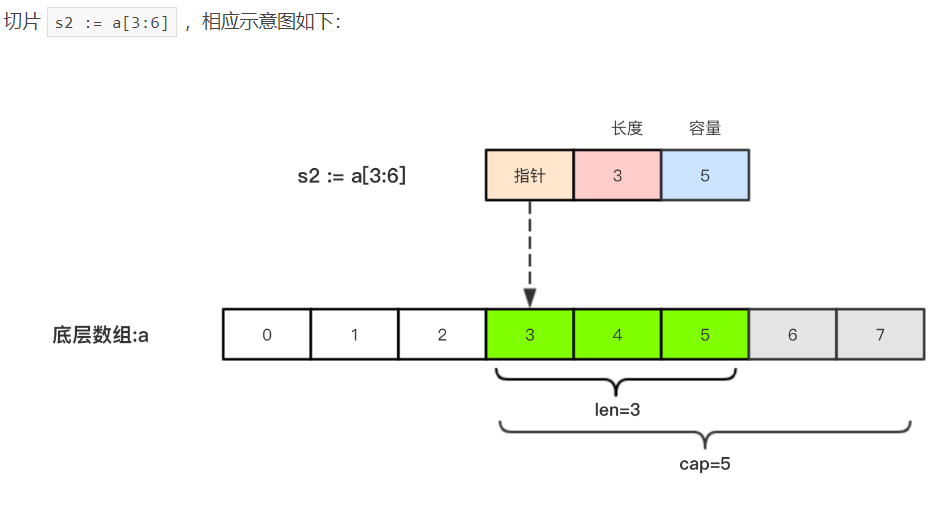 切片 s2 := a[3:6] ，相应示意图如下：
长度 容量
s2 := a[3:6] 指针 3 5
底层数组:a 0 1 2 3 4 5 6 7
len=3
cap=5